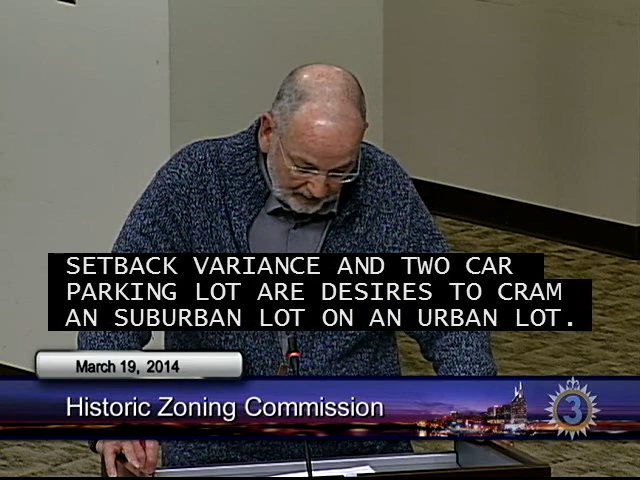 SETBACK VARIANCE AND TWO CAR
PARKING LOT ARE DESIRES TO CRAM
AN SUBURBAN LOT ON AN URBAN LOT.
March 19, 2014
Historic Zoning Commission
3